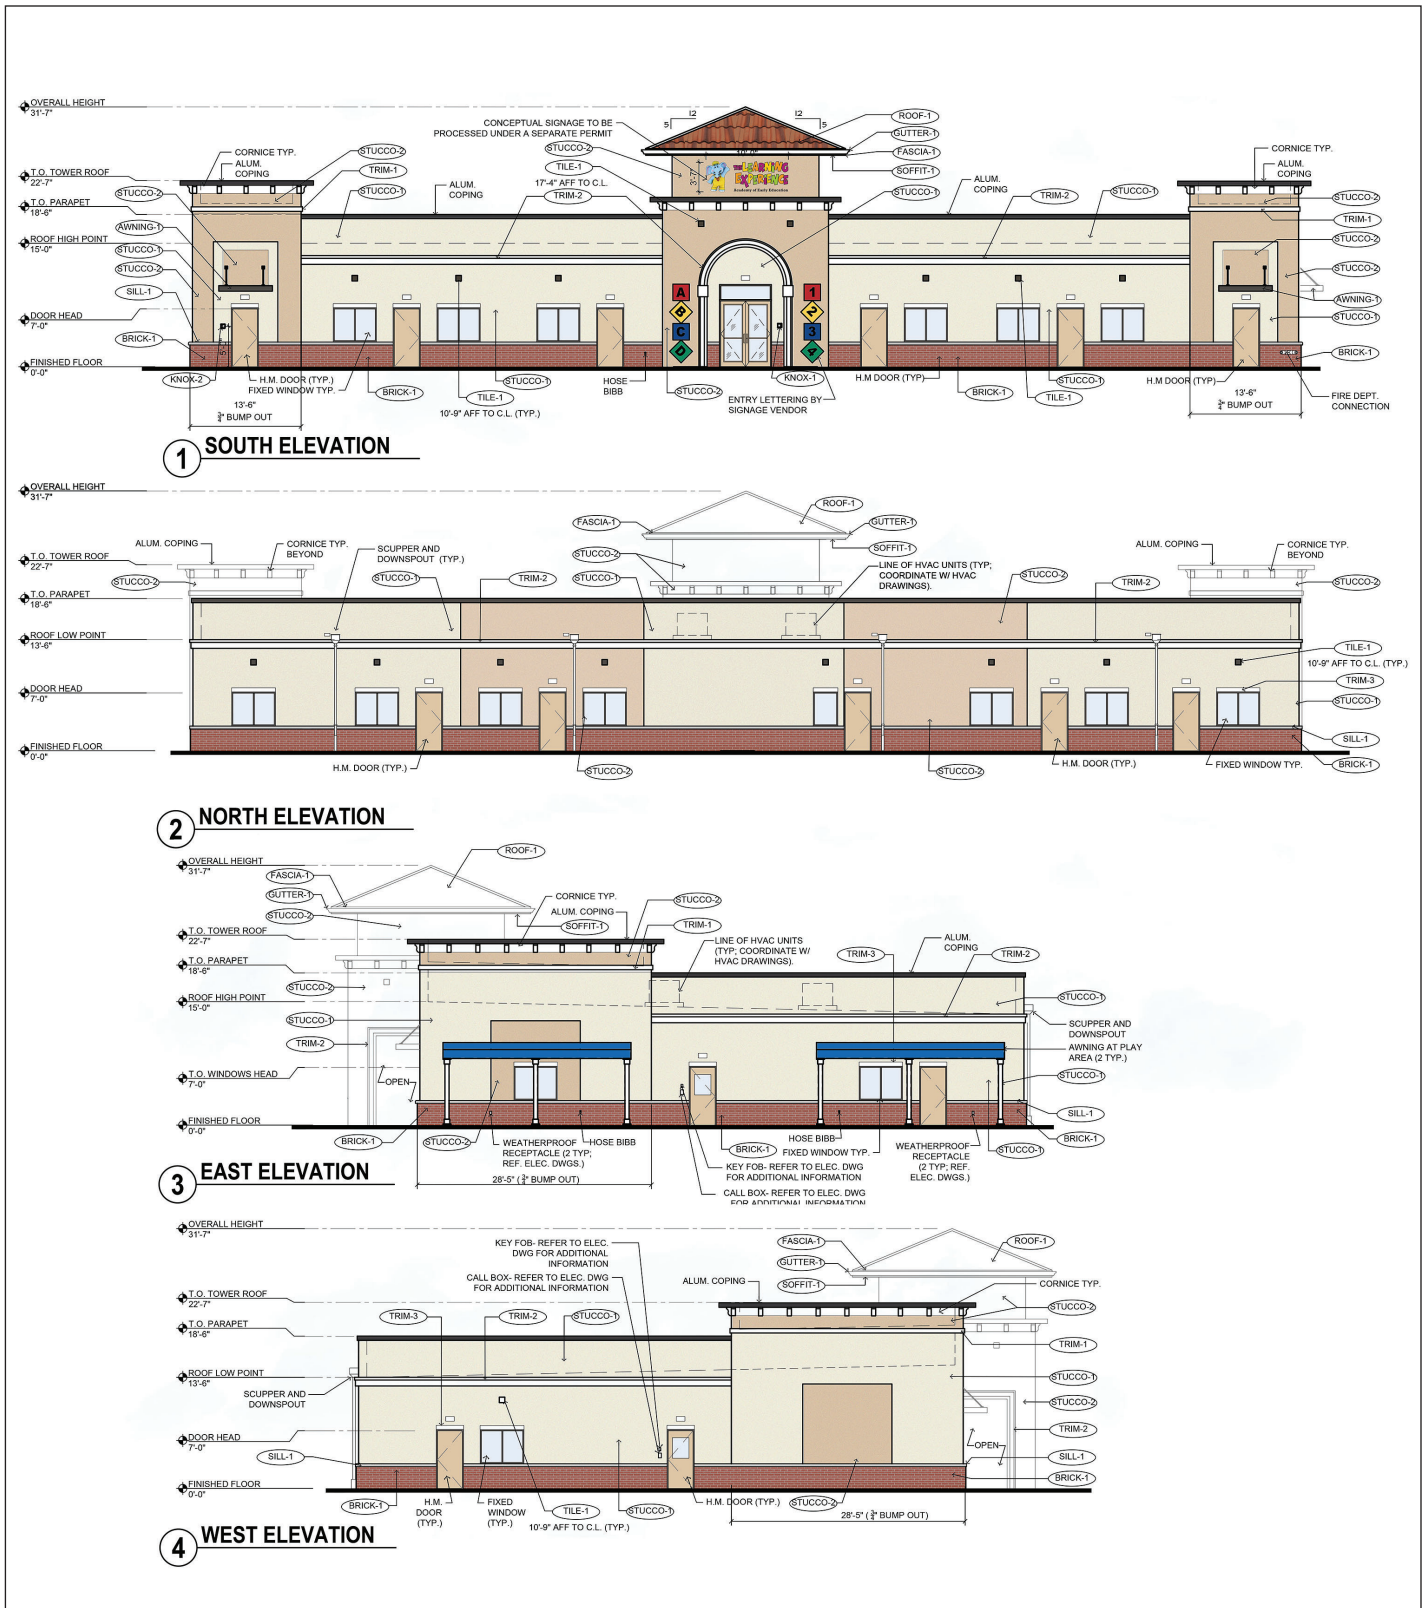 OVERALL HEIGHT
31'-7"
T.O. TOWER ROOF
22'-7"
T.O. PARAPET
18'-6"
ROOF HIGH POINT
15'-0"
DOOR HEAD
7'-0"
FINISHED FLOOR
0'-0"
CORNICE TYP.
ALUM.
COPING
STUCCO-2
TRIM-1
STUCCO-1
STUCCO-2
AWNING-1
STUCCO-1
STUCCO-2
SILL-1
BRICK-1
KNOX-2
ALUM.
COPING
CONCEPTUAL SIGNAGE TO BE
PROCESSED UNDER A SEPARATE PERMIT
STUCCO-2
TILE-1
17'-4" AFF TO C.L.
TRIM-2
12
5
12
5
10'-0"
3'-7"
THE LEARNING
EXPERIENCE
Academy of Early Education
ROOF-1
GUTTER-1
FASCIA-1
SOFFIT-1
STUCCO-1
ALUM.
COPING
TRIM-2
STUCCO-1
CORNICE TYP.
ALUM.
COPING
STUCCO-2
TRIM-1
STUCCO-2
STUCCO-2
AWNING-1
STUCCO-1
BRICK-1
A
B
C
D
1
2
3
4
H.M. DOOR (TYP.)
FIXED WINDOW TYP.
13'-6"
¾" BUMP OUT
BRICK-1
TILE-1
10'-9" AFF TO C.L. (TYP.)
STUCCO-1
HOSE
BIBB
STUCCO-2
KNOX-1
ENTRY LETTERING BY
SIGNAGE VENDOR
H.M DOOR (TYP)
BRICK-1
STUCCO-1
TILE-1
H.M DOOR (TYP)
13'-6"
¾" BUMP OUT
FIRE DEPT.
CONNECTION
1 SOUTH ELEVATION
OVERALL HEIGHT
31'-7"
T.O. TOWER ROOF
22'-7"
T.O. PARAPET
18'-6"
ROOF LOW POINT
13'-6"
DOOR HEAD
7'-0"
FINISHED FLOOR
0'-0"
ALUM. COPING
CORNICE TYP.
BEYOND
STUCCO-2
SCUPPER AND
DOWNSPOUT (TYP.)
STUCCO-1
TRIM-2
STUCCO-1
FASCIA-1
STUCCO-2
ROOF-1
GUTTER-1
SOFFIT-1
LINE OF HVAC UNITS (TYP;
COORDINATE W/ HVAC
DRAWINGS).
STUCCO-2
TRIM-2
ALUM. COPING
CORNICE TYP.
BEYOND
STUCCO-2
TILE-1
10'-9" AFF TO C.L. (TYP.)
TRIM-3
STUCCO-1
SILL-1
BRICK-1
H.M. DOOR (TYP.)
STUCCO-2
STUCCO-2
H.M. DOOR (TYP.)
FIXED WINDOW TYP.
2 NORTH ELEVATION
OVERALL HEIGHT
31'-7"
T.O. TOWER ROOF
22'-7"
T.O. PARAPET
18'-6"
ROOF HIGH POINT
15'-0"
T.O. WINDOWS HEAD
7'-0"
FINISHED FLOOR
0'-0"
ROOF-1
FASCIA-1
GUTTER-1
STUCCO-2
SOFFIT-1
CORNICE TYP.
ALUM. COPING
STUCCO-2
TRIM-1
LINE OF HVAC UNITS
(TYP; COORDINATE W/
HVAC DRAWINGS).
TRIM-3
ALUM.
COPING
TRIM-2
STUCCO-2
STUCCO-1
TRIM-2
OPEN
STUCCO-1
SCUPPER AND
DOWNSPOUT
AWNING AT PLAY
AREA (2 TYP.)
STUCCO-1
SILL-1
BRICK-1
BRICK-1
STUCCO-2
WEATHERPROOF
RECEPTACLE (2 TYP;
REF. ELEC. DWGS.)
HOSE BIBB
28'-5" (¾" BUMP OUT)
BRICK-1
HOSE BIBB
FIXED WINDOW TYP.
KEY FOB- REFER TO ELEC. DWG
FOR ADDITIONAL INFORMATION
CALL BOX- REFER TO ELEC. DWG
FOR ADDITIONAL INFORMATION
WEATHERPROOF
RECEPTACLE
(2 TYP; REF.
ELEC. DWGS.)
STUCCO-1
3 EAST ELEVATION
OVERALL HEIGHT
31'-7"
T.O. TOWER ROOF
22'-7"
T.O. PARAPET
18'-6"
ROOF LOW POINT
13'-6"
DOOR HEAD
7'-0"
FINISHED FLOOR
0'-0"
KEY FOB- REFER TO ELEC.
DWG FOR ADDITIONAL
INFORMATION
CALL BOX- REFER TO ELEC. DWG
FOR ADDITIONAL INFORMATION
TRIM-3
TRIM-2
STUCCO-1
ALUM. COPING
FASCIA-1
GUTTER-1
SOFFIT-1
ROOF-1
CORNICE TYP.
STUCCO-2
TRIM-1
STUCCO-1
STUCCO-2
TRIM-2
OPEN
SILL-1
BRICK-1
SCUPPER AND
DOWNSPOUT
SILL-1
BRICK-1
H.M.
DOOR
(TYP.)
FIXED
WINDOW
(TYP.)
TILE-1
10'-9" AFF TO C.L. (TYP.)
STUCCO-1
H.M. DOOR (TYP.)
STUCCO-2
28'-5" (¾" BUMP OUT)
4 WEST ELEVATION